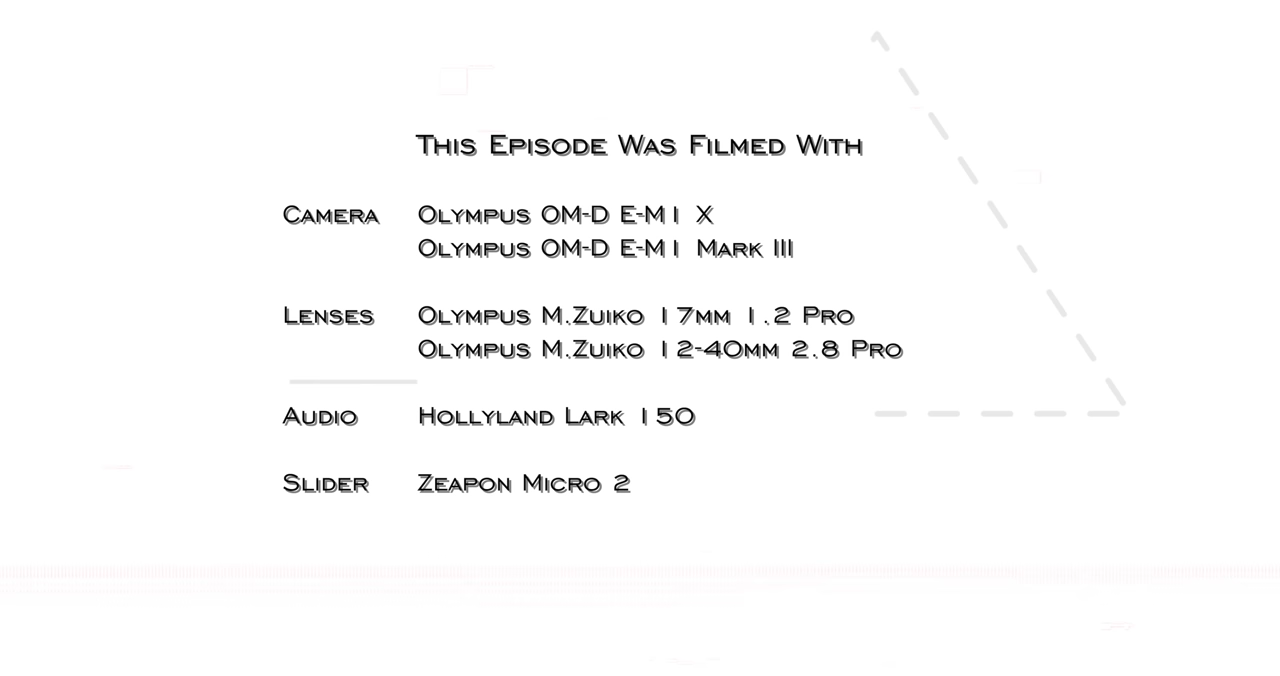 This Episode Was Filmed With
Camera Olympus OM-D E-M1 X
Olympus OM-D E-M1 Mark III
Lenses Olympus M.Zuiko 17mm 1.2 Pro
Olympus M.Zuiko 12-40mm 2.8 Pro
Audio Hollyland Lark 150
Slider Zeapon Micro 2